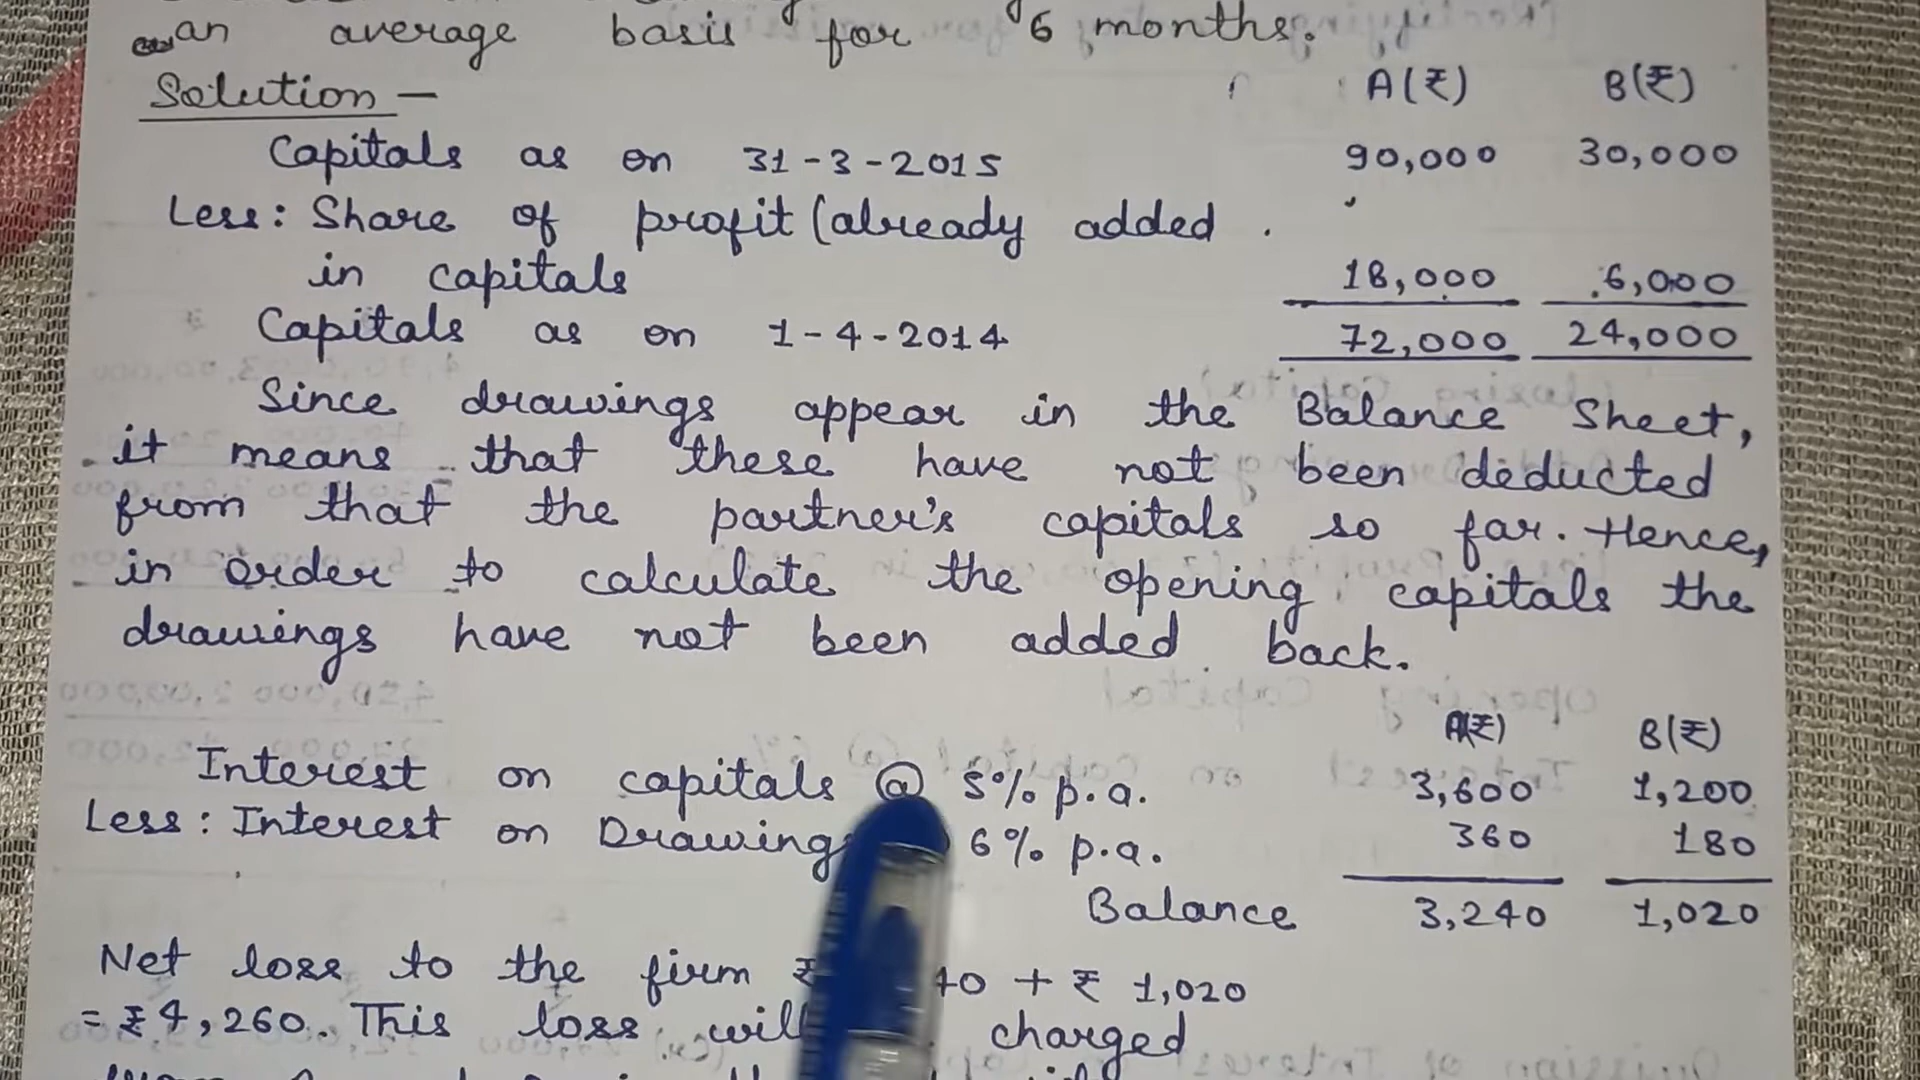 an average basis for 6 months.
Solution —
A(₹) B(₹)
Capitals as on 31-3-2015 90,000 30,000
Less: Share of profit (already added
in capitals 18,000 6,000
Capitals as on 1-4-2014 72,000 24,000
Since drawings appear in the Balance Sheet,
it means that these have not been deducted
from that the partner's capitals so far. Hence,
in order to calculate the opening capitals the
drawings have not been added back.
A(₹) B(₹)
Interest on capitals @ 5% p.a. 3,600 1,200
Less: Interest on Drawings 6% p.a. 360 180
Balance 3,240 1,020
Net loss to the firm ₹ 40 + ₹ 1,020
= ₹4,260. This loss will charged